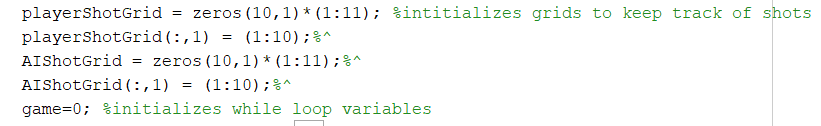 playerShotGrid = zeros(10,1)*(1:11); %intitializes grids to keep track of shots
playerShotGrid(:,1) = (1:10);%^
AIShotGrid = zeros(10,1)*(1:11);%^
AIShotGrid(:,1) = (1:10);%^
game=0; %initializes while loop variables